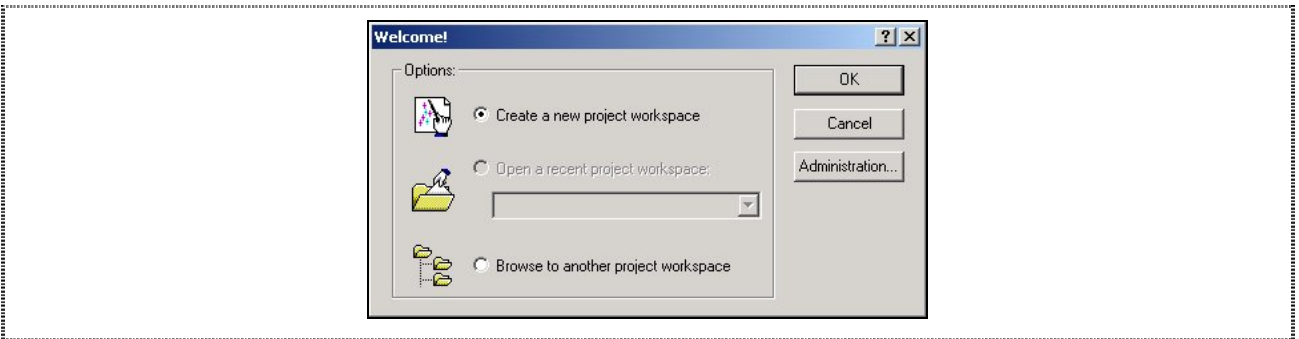 Welcome!
Options:
Create a new project workspace
Open a recent project workspace:
Browse to another project workspace
OK
Cancel
Administration...